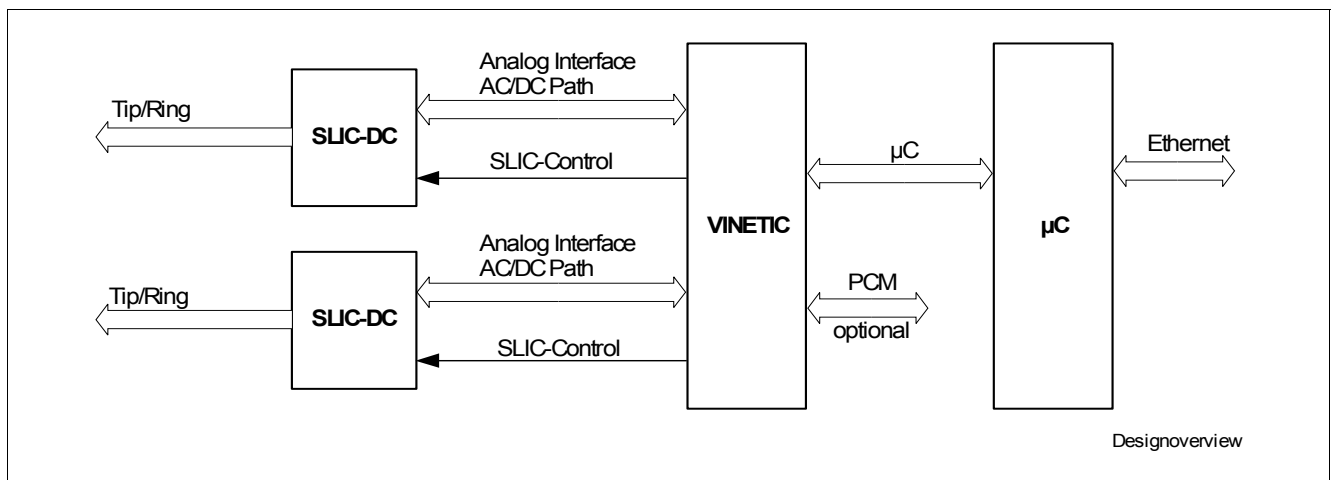 Analog Interface
AC/DC Path
Tip/Ring
SLIC-DC
SLIC-Control
Analog Interface
AC/DC Path
Tip/Ring
SLIC-DC
SLIC-Control
VINETIC
µC
PCM
optional
µC
Ethernet
Designoverview